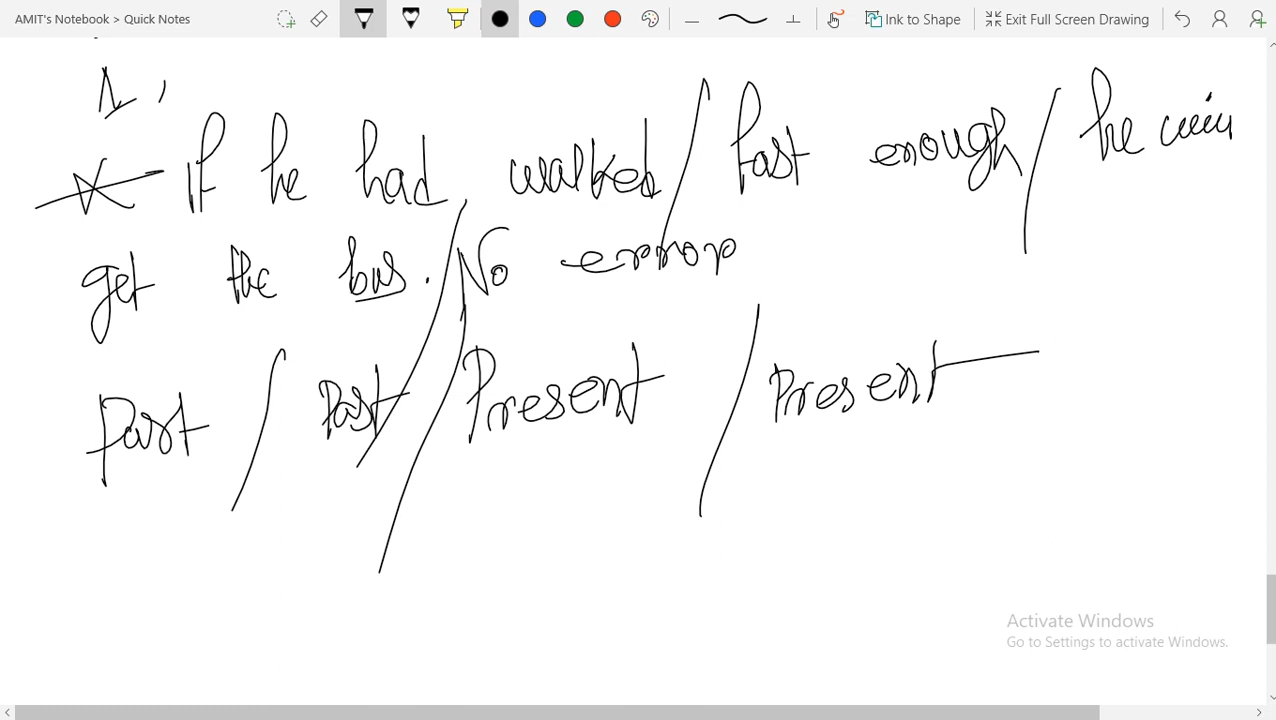 AMIT's Notebook > Quick Notes
Ink to Shape
Exit Full Screen Drawing
1,
If he had walked / fast enough / he
get the bus. / No error
Past / Past / Present / Present
Activate Windows
Go to Settings to activate Windows.